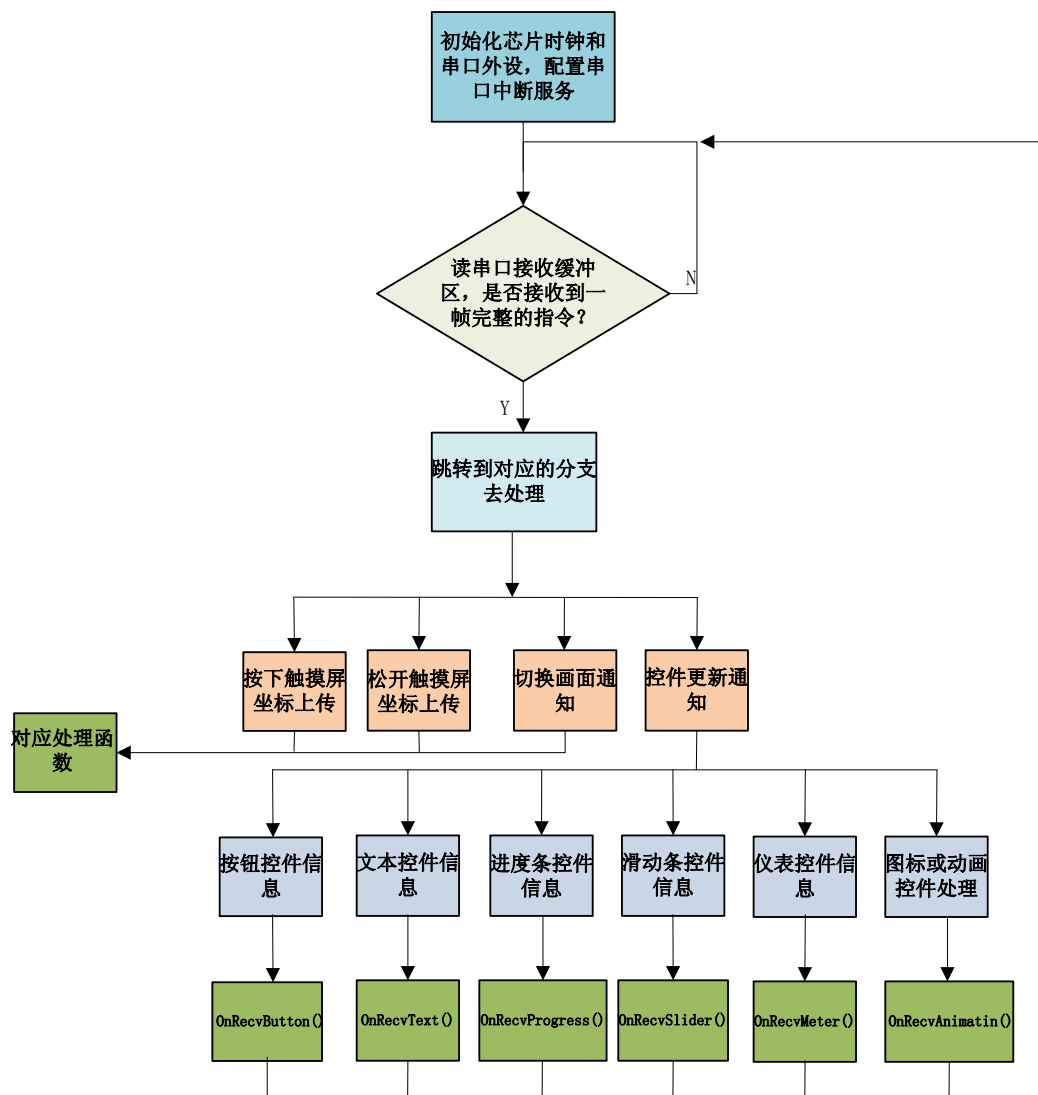 初始化芯片时钟和
串口外设，配置串
口中断服务
读串口接收缓冲
区，是否接收到一
帧完整的指令？
N
Y
跳转到对应的分支
去处理
按下触摸屏
坐标上传
松开触摸屏
坐标上传
切换画面通
知
控件更新通
知
对应处理函
数
按钮控件信
息
文本控件信
息
进度条控件
信息
滑动条控件
信息
仪表控件信
息
图标或动画
控件处理
OnRecvButton()
OnRecvText()
OnRecvProgress()
OnRecvSlider()
OnRecvMeter()
OnRecvAnimatin()